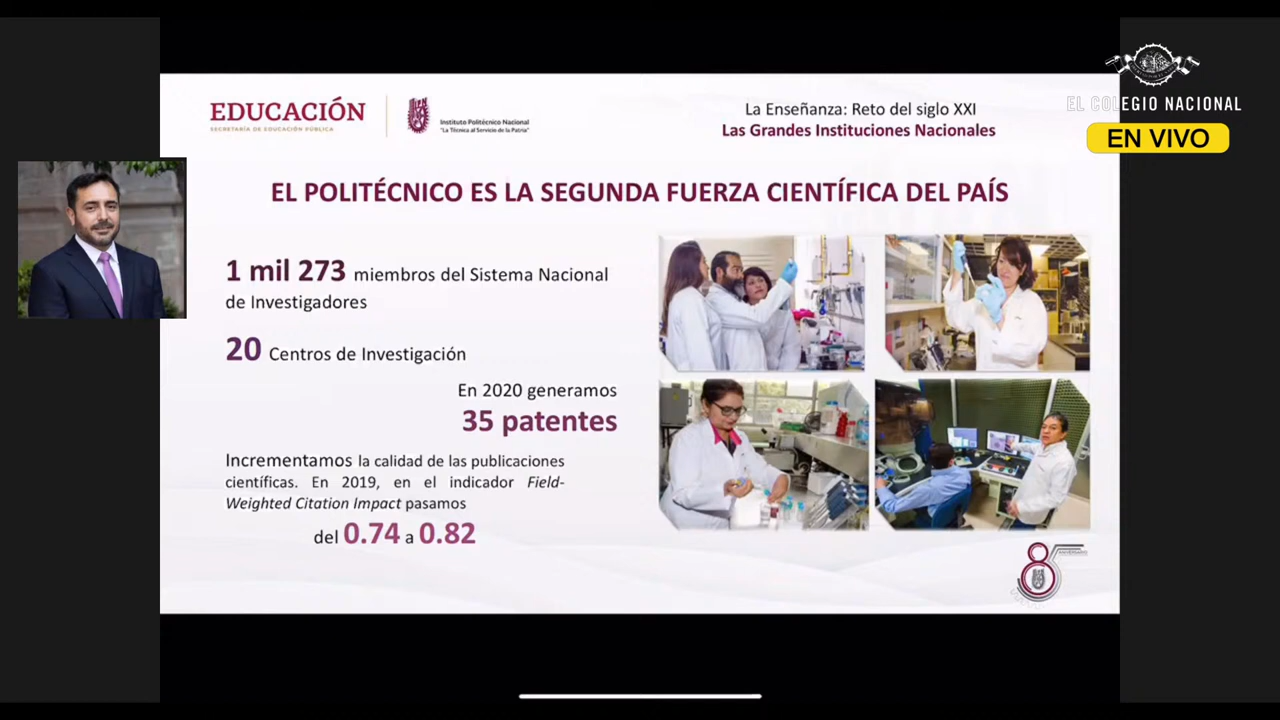 EDUCACIÓN
SECRETARÍA DE EDUCACIÓN PÚBLICA
Instituto Politécnico Nacional
"La Técnica al Servicio de la Patria"
La Enseñanza: Reto del siglo XXI
Las Grandes Instituciones Nacionales
EL COLEGIO NACIONAL
EN VIVO
EL POLITÉCNICO ES LA SEGUNDA FUERZA CIENTÍFICA DEL PAÍS
1 mil 273 miembros del Sistema Nacional
de Investigadores
20 Centros de Investigación
En 2020 generamos
35 patentes
Incrementamos la calidad de las publicaciones
científicas. En 2019, en el indicador Field-
Weighted Citation Impact pasamos
del 0.74 a 0.82
85
ANIVERSARIO